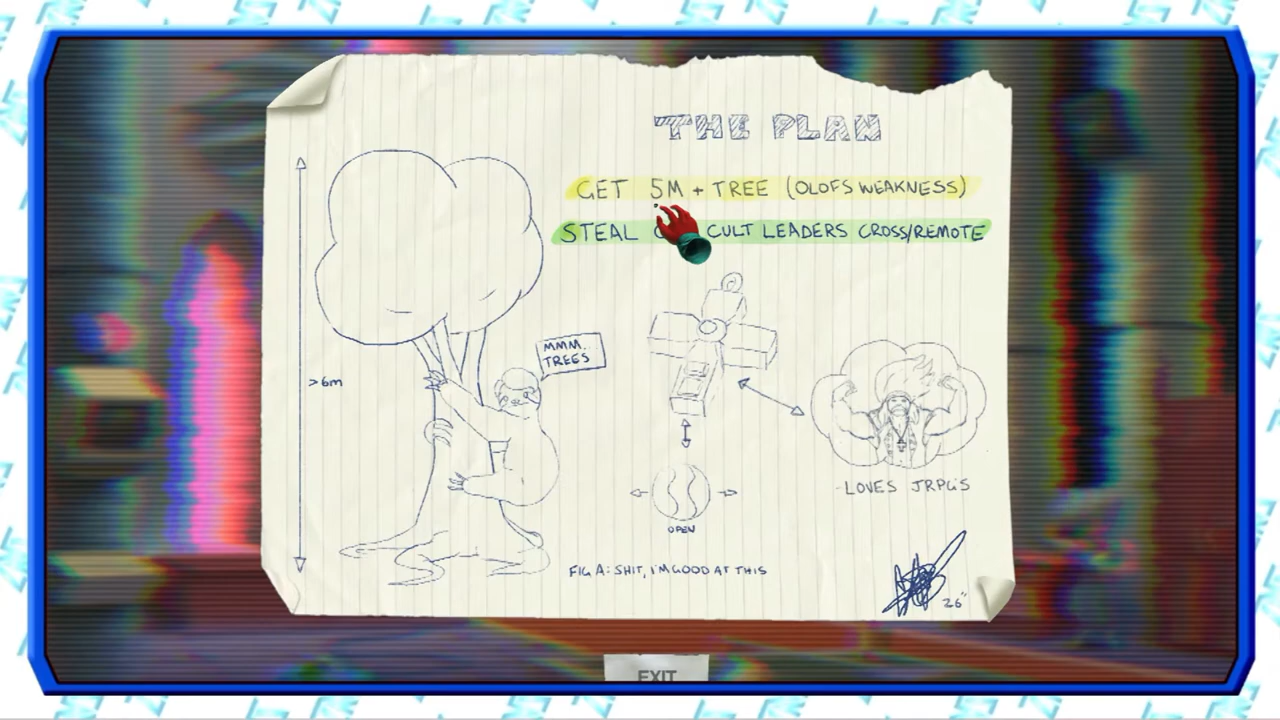 THE PLAN
GET 5M + TREE (OLOFS WEAKNESS)
STEAL CULT LEADERS CROSS/REMOTE
MMM..
TREES
>6m
LOVES JRPGS
OPEN
FIG A: SHIT, I'M GOOD AT THIS
26"
EXIT